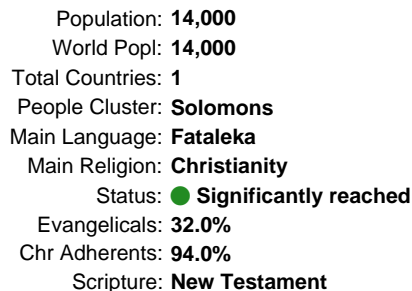 Population: 14,000
World Popl: 14,000
Total Countries: 1
People Cluster: Solomons
Main Language: Fataleka
Main Religion: Christianity
Status: Significantly reached
Evangelicals: 32.0%
Chr Adherents: 94.0%
Scripture: New Testament